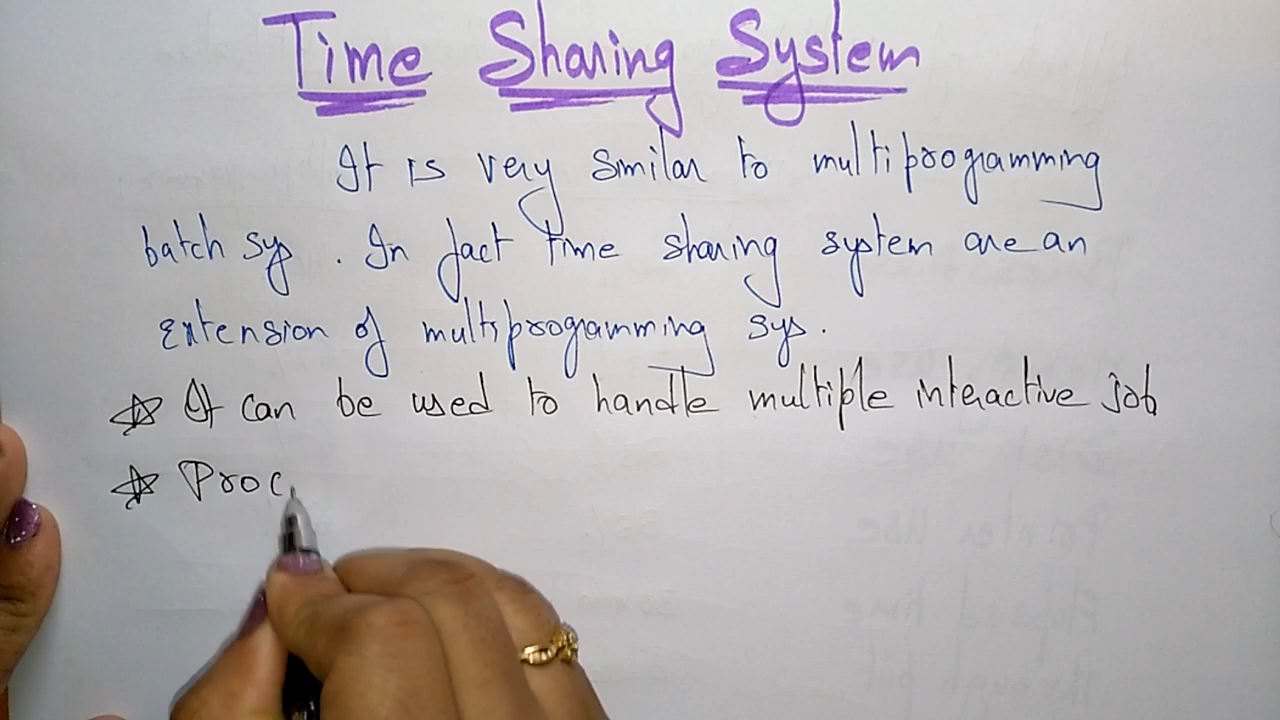 Time Sharing System
It is very similar to multiprogramming
batch sys. In fact time sharing system are an
extension of multiprogramming sys.
☆ It can be used to handle multiple interactive job
☆ Proc